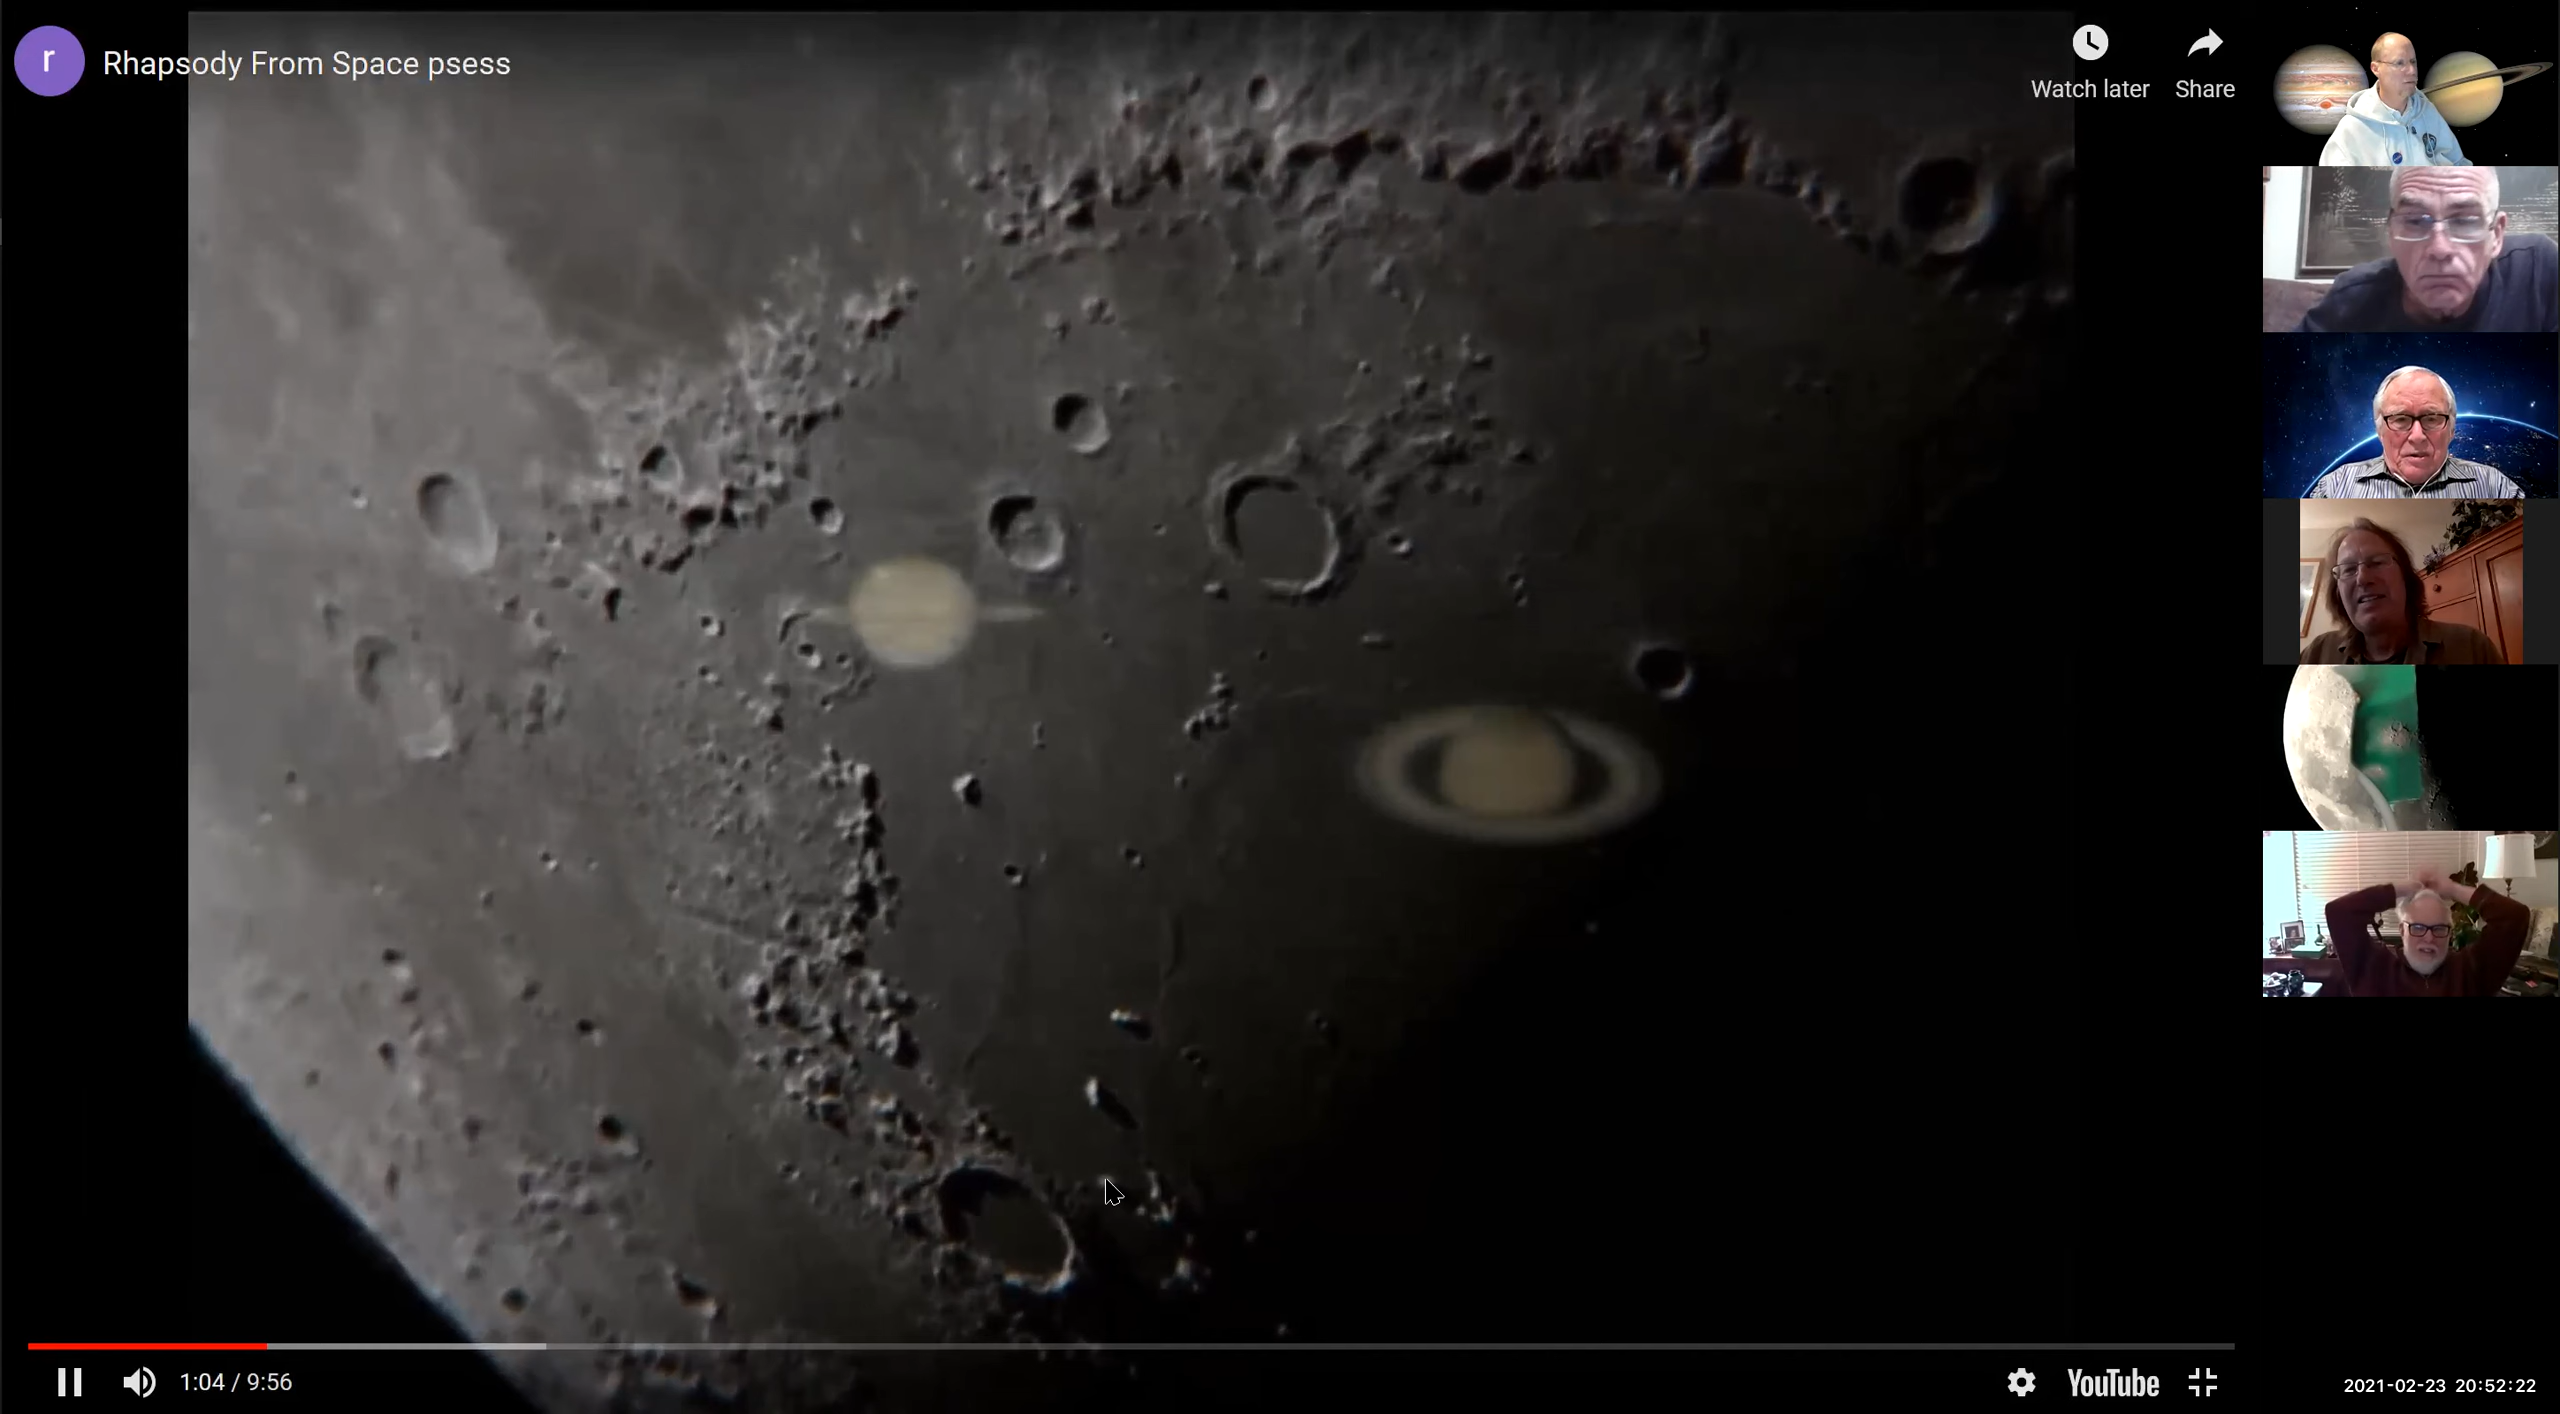 r
Rhapsody From Space psess
Watch later
Share
1:04 / 9:56
YouTube
2021-02-23 20:52:22